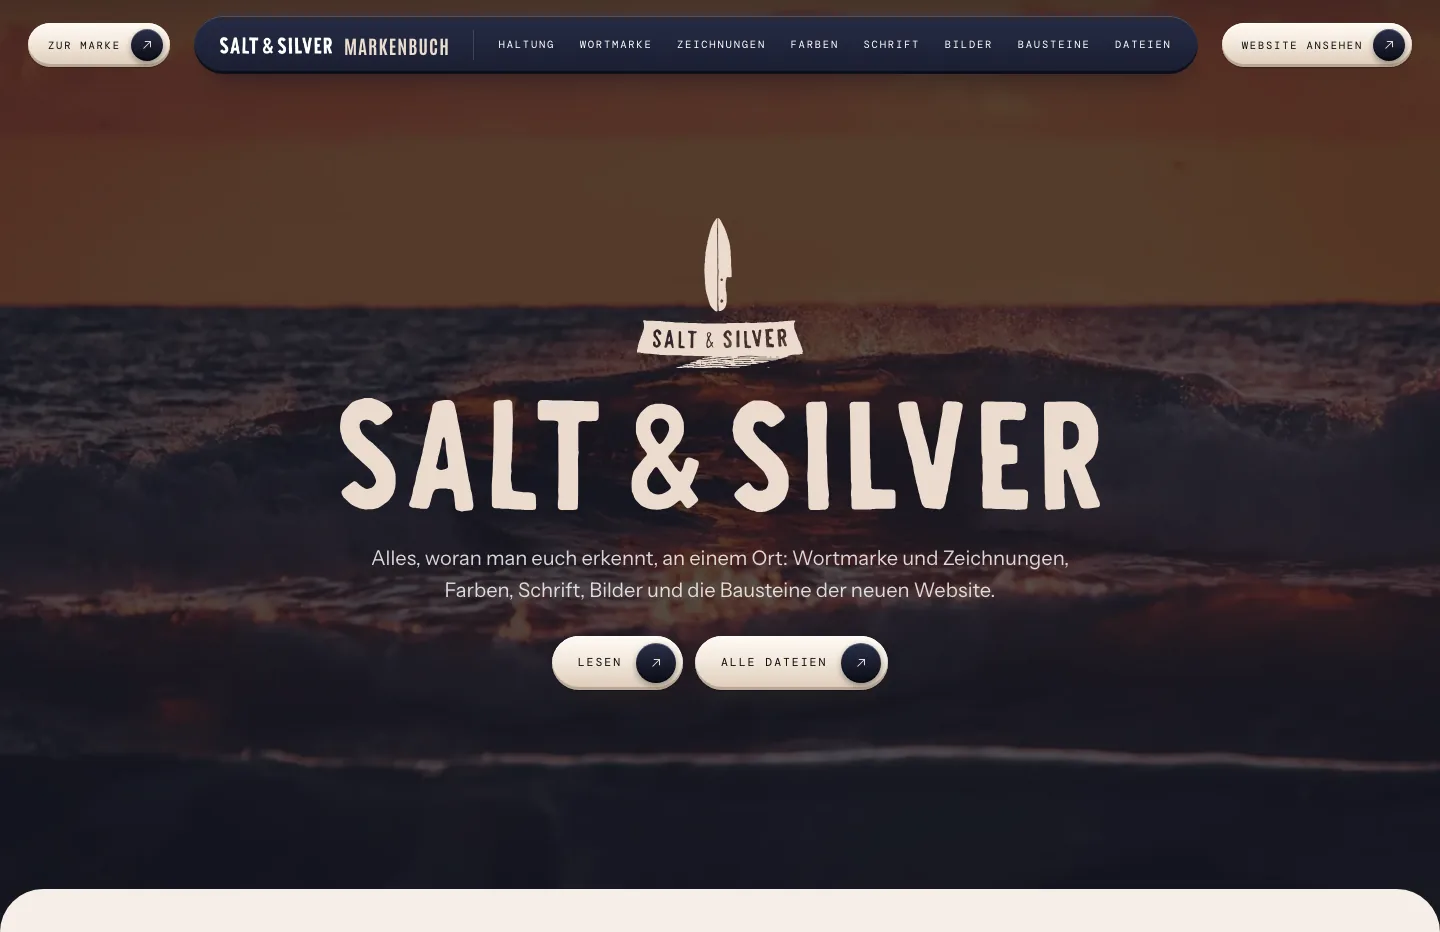 ZUR MARKE
SALT & SILVER MARKENBUCH
HALTUNG
WORTMARKE
ZEICHNUNGEN
FARBEN
SCHRIFT
BILDER
BAUSTEINE
DATEIEN
WEBSITE ANSEHEN
SALT & SILVER
SALT & SILVER
Alles, woran man euch erkennt, an einem Ort: Wortmarke und Zeichnungen,
Farben, Schrift, Bilder und die Bausteine der neuen Website.
LESEN
ALLE DATEIEN